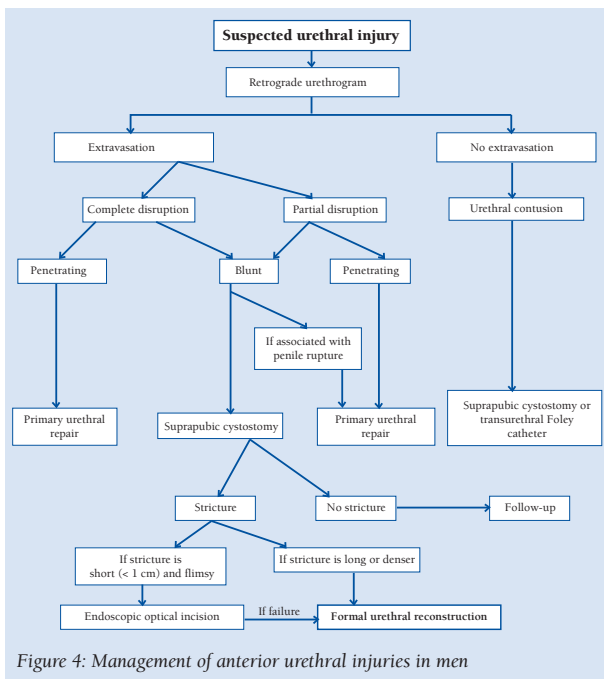 Suspected urethral injury
Retrograde urethrogram
Extravasation
No extravasation
Complete disruption
Partial disruption
Urethral contusion
Penetrating
Blunt
Penetrating
If associated with
penile rupture
Primary urethral
repair
Suprapubic cystostomy
Primary urethral
repair
Suprapubic cystostomy or
transurethral Foley
catheter
Stricture
No stricture
Follow-up
If stricture is
short (< 1 cm) and flimsy
If stricture is long or denser
Endoscopic optical incision
If failure
Formal urethral reconstruction
Figure 4: Management of anterior urethral injuries in men